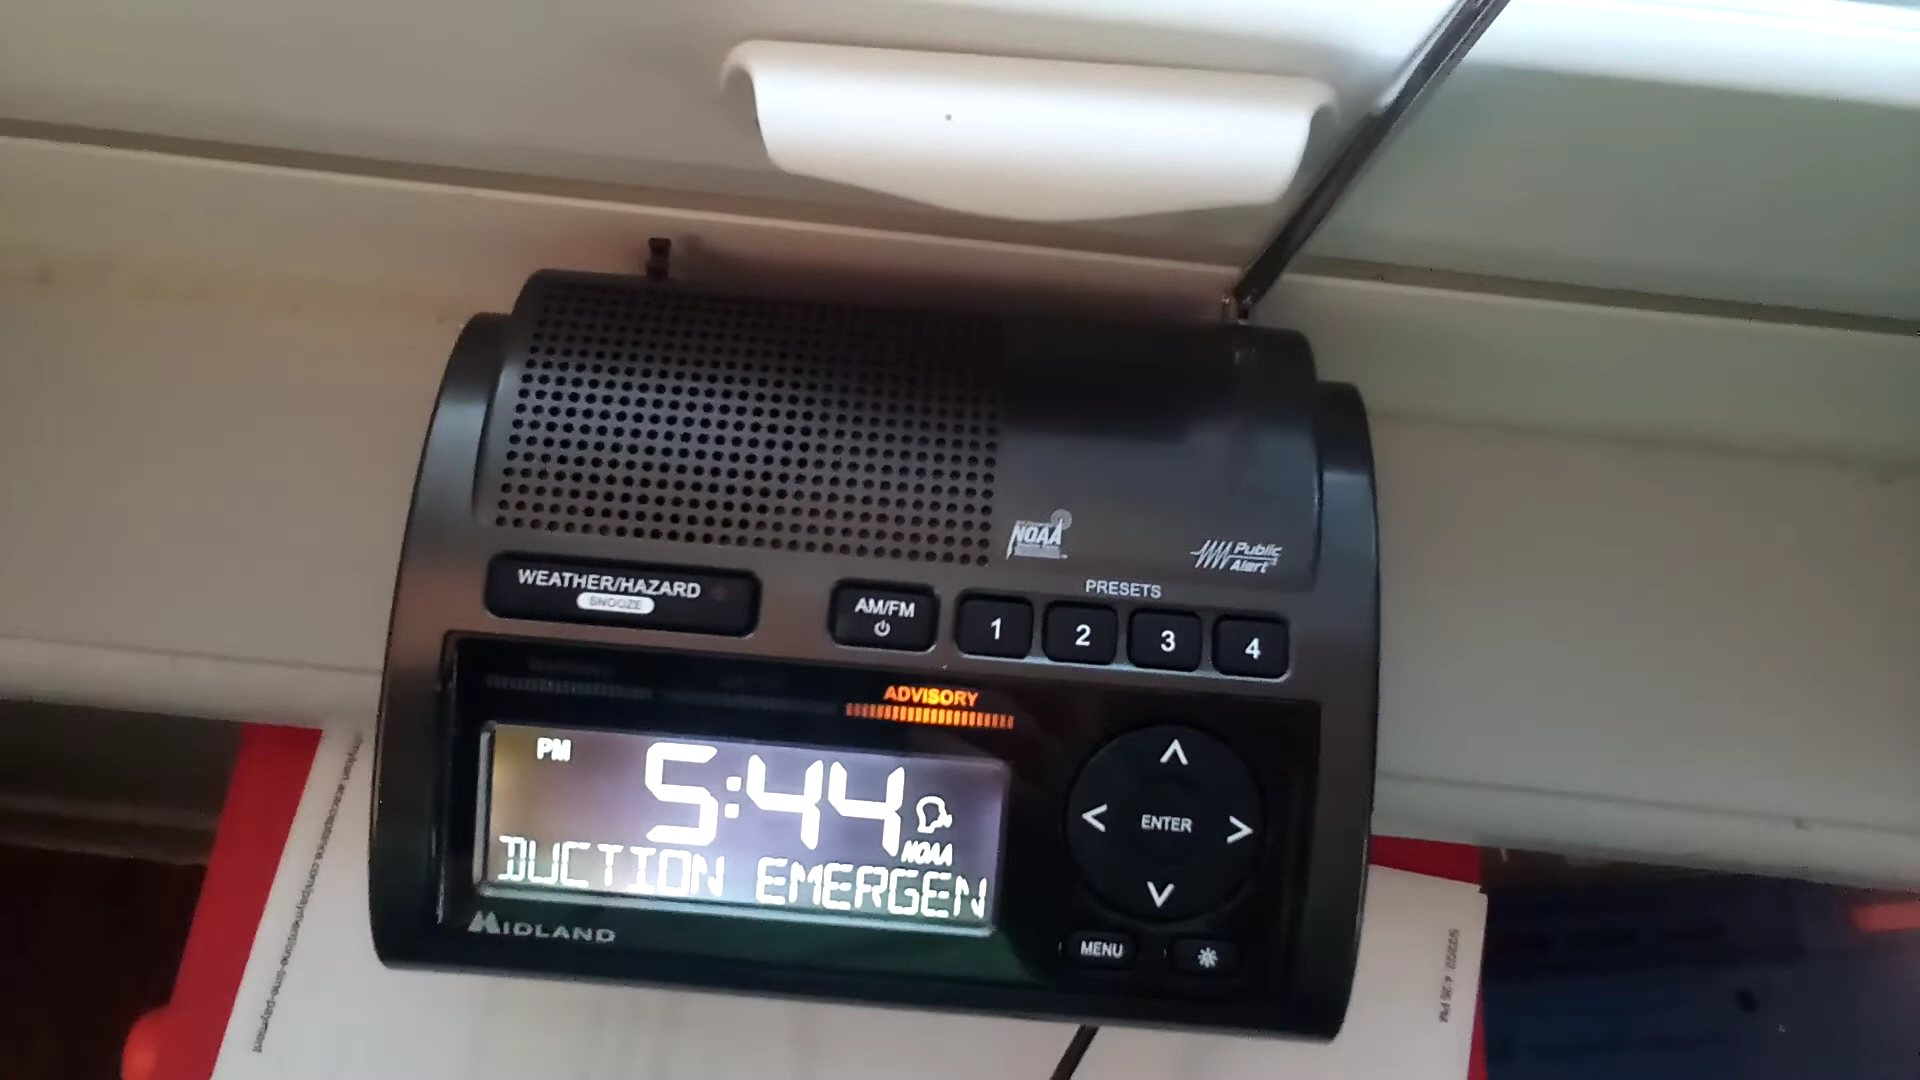 NOAA
Public
Alert
WEATHER/HAZARD
SNOOZE
AM/FM
PRESETS
1
2
3
4
ADVISORY
PM
5:44
NOAA
DUCTION EMERGEN
ENTER
MENU
MIDLAND